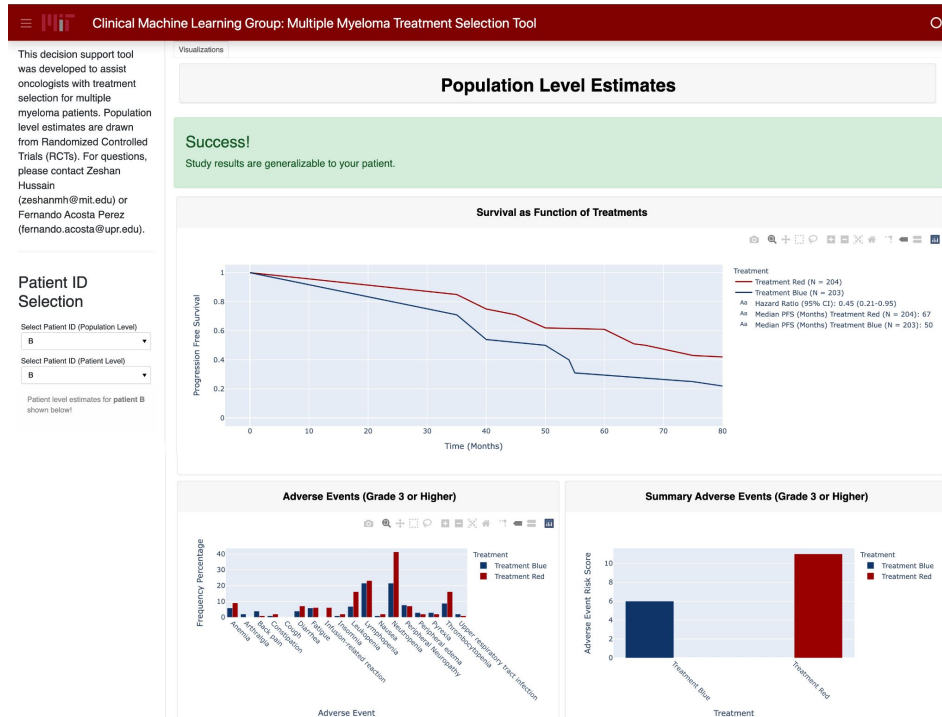 MIT
Clinical Machine Learning Group: Multiple Myeloma Treatment Selection Tool
This decision support tool
was developed to assist
oncologists with treatment
selection for multiple
myeloma patients. Population
level estimates are drawn
from Randomized Controlled
Trials (RCTs). For questions,
please contact Zeshan
Hussain
(zeshanmh@mit.edu) or
Fernando Acosta Perez
(fernando.acosta@upr.edu).
Patient ID
Selection
Select Patient ID (Population Level)
B
Select Patient ID (Patient Level)
B
Patient level estimates for patient B
shown below!
Visualizations
Population Level Estimates
Success!
Study results are generalizable to your patient.
Survival as Function of Treatments
Progression Free Survival
1
0.8
0.6
0.4
0.2
0
0 10 20 30 40 50 60 70 80
Time (Months)
Treatment
Treatment Red (N = 204)
Treatment Blue (N = 203)
Aa Hazard Ratio (95% CI): 0.45 (0.21-0.95)
Aa Median PFS (Months) Treatment Red (N = 204): 67
Aa Median PFS (Months) Treatment Blue (N = 203): 50
Adverse Events (Grade 3 or Higher)
Frequency Percentage
40
30
20
10
0
Anemia
Arthralgia
Back pain
Constipation
Cough
Diarrhea
Fatigue
Infusion-related reaction
Insomnia
Leukopenia
Lymphopenia
Nausea
Neutropenia
Peripheral Neuropathy
Peripheral edema
Pyrexia
Thrombocytopenia
Upper respiratory tract infection
Adverse Event
Treatment
Treatment Blue
Treatment Red
Summary Adverse Events (Grade 3 or Higher)
Adverse Event Risk Score
10
8
6
4
2
0
Treatment Blue
Treatment Red
Treatment
Treatment
Treatment Blue
Treatment Red